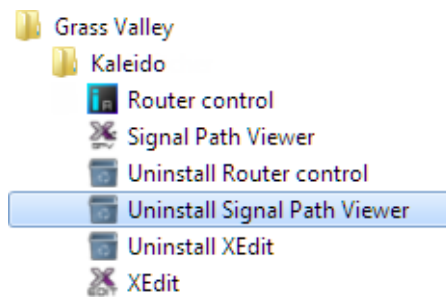 Grass Valley
Kaleido
Router control
Signal Path Viewer
Uninstall Router control
Uninstall Signal Path Viewer
Uninstall XEdit
XEdit